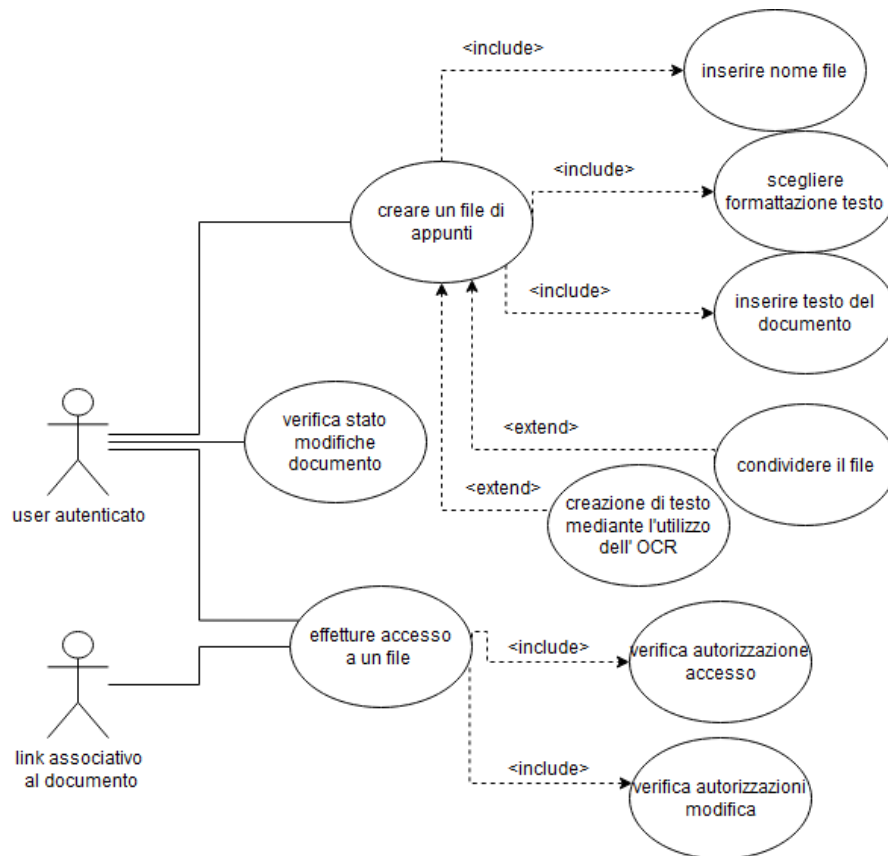 <include>
inserire nome file
<include>
scegliere
formattazione testo
creare un file di
appunti
<include>
inserire testo del
documento
verifica stato
modifiche
documento
<extend>
condividere il file
<extend>
creazione di testo
mediante l'utilizzo
dell' OCR
user autenticato
effetture accesso
a un file
<include>
verifica autorizzazione
accesso
link associativo
al documento
<include>
verifica autorizzazioni
modifica